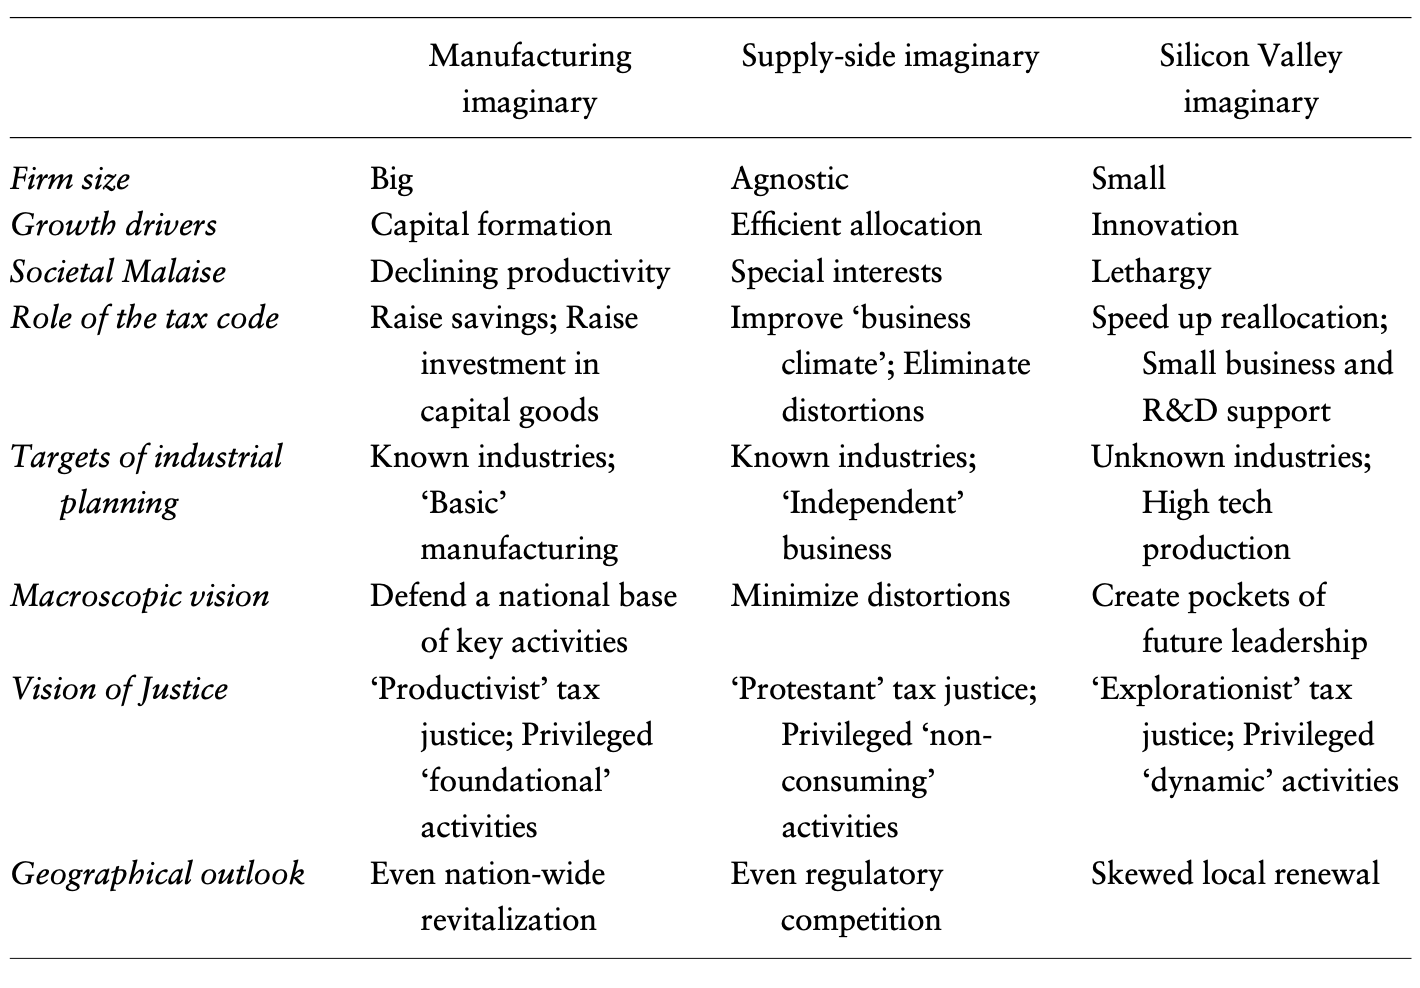 Manufacturing imaginary Supply-side imaginary Silicon Valley imaginary
Firm size Big Agnostic Small
Growth drivers Capital formation Efficient allocation Innovation
Societal Malaise Declining productivity Special interests Lethargy
Role of the tax code Raise savings; Raise investment in capital goods Improve ‘business climate’; Eliminate distortions Speed up reallocation; Small business and R&D support
Targets of industrial planning Known industries; ‘Basic’ manufacturing Known industries; ‘Independent’ business Unknown industries; High tech production
Macroscopic vision Defend a national base of key activities Minimize distortions Create pockets of future leadership
Vision of Justice ‘Productivist’ tax justice; Privileged ‘foundational’ activities ‘Protestant’ tax justice; Privileged ‘non-consuming’ activities ‘Explorationist’ tax justice; Privileged ‘dynamic’ activities
Geographical outlook Even nation-wide revitalization Even regulatory competition Skewed local renewal